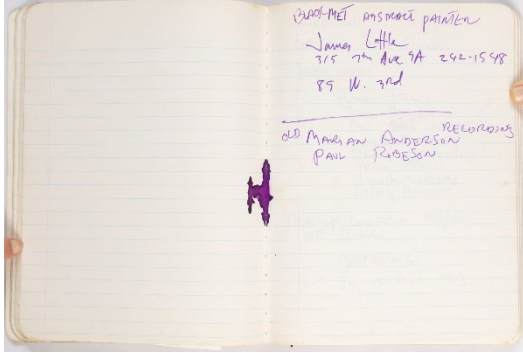 BLACK MET ABSTRACT PAINTER
James Little
315 7th Ave 9A 242-1548
89 W. 3rd
OLD MARIAN ANDERSON RECORDING
PAUL ROBESON